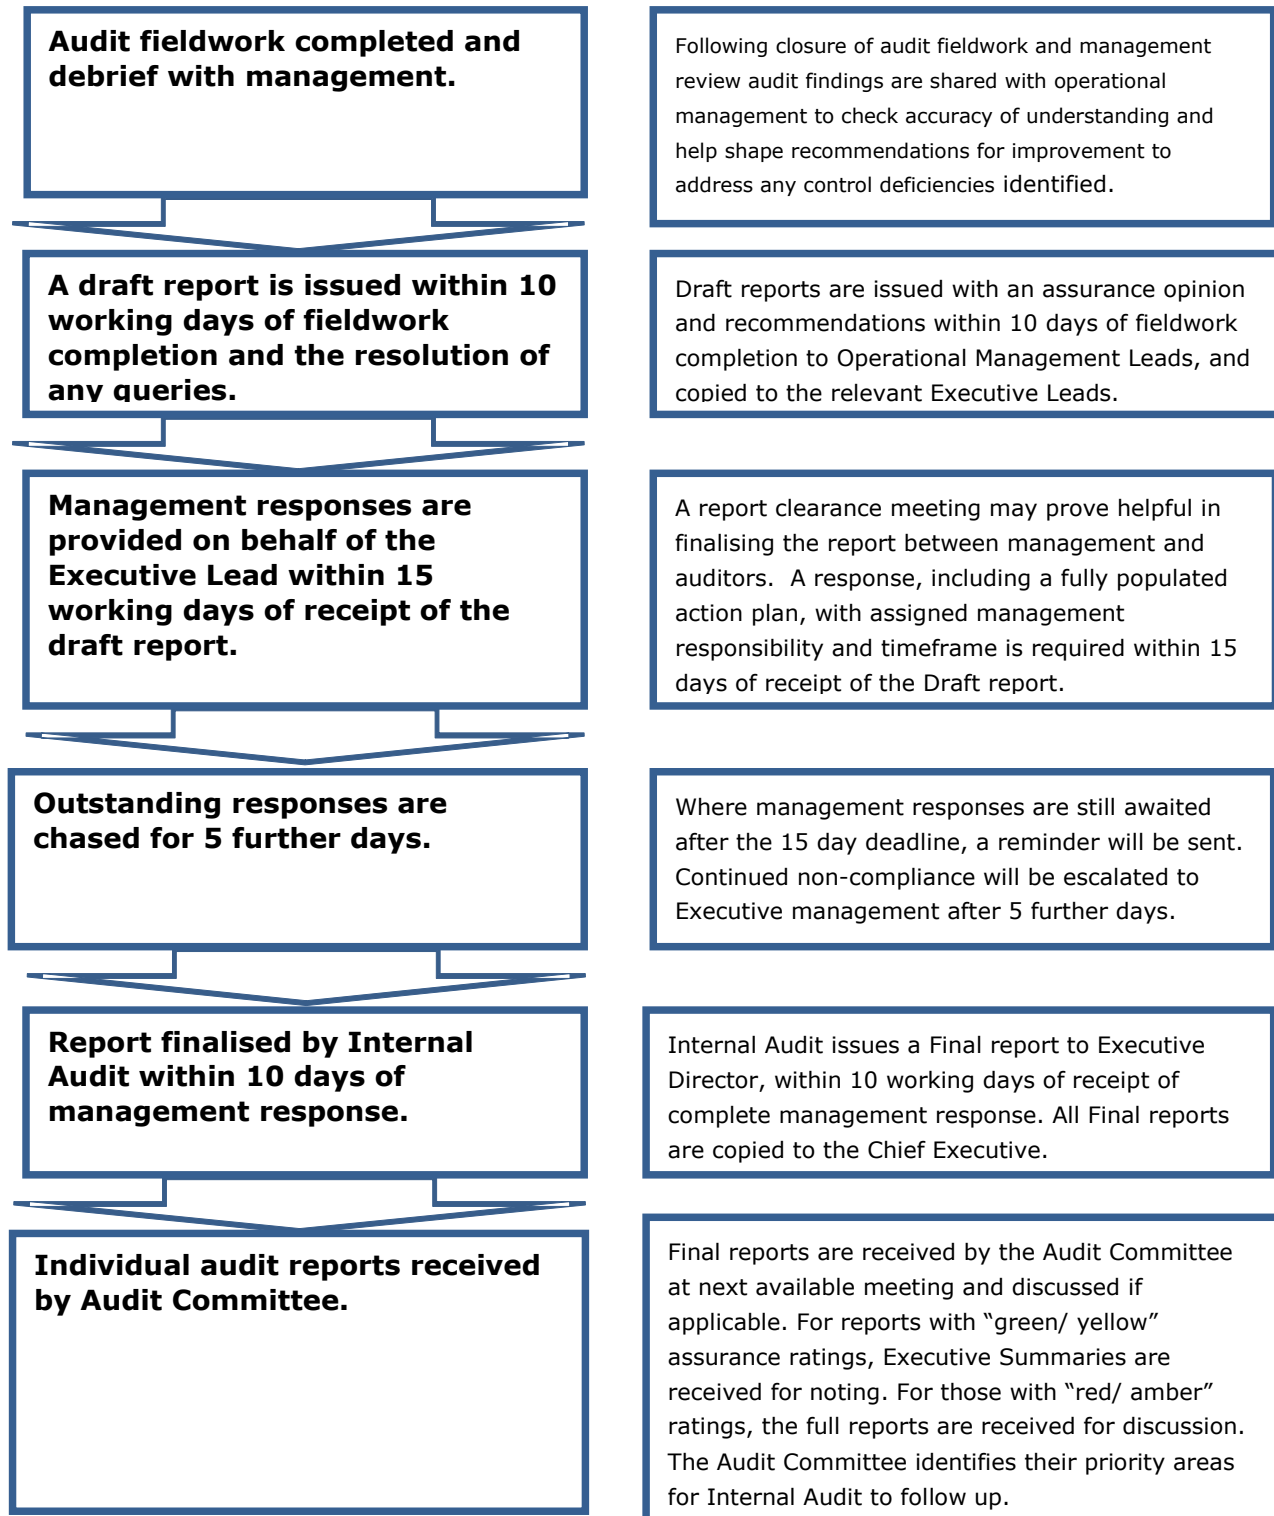 Audit fieldwork completed and
debrief with management.
Following closure of audit fieldwork and management
review audit findings are shared with operational
management to check accuracy of understanding and
help shape recommendations for improvement to
address any control deficiencies identified.
A draft report is issued within 10
working days of fieldwork
completion and the resolution of
any queries.
Draft reports are issued with an assurance opinion
and recommendations within 10 days of fieldwork
completion to Operational Management Leads, and
copied to the relevant Executive Leads.
Management responses are
provided on behalf of the
Executive Lead within 15
working days of receipt of the
draft report.
A report clearance meeting may prove helpful in
finalising the report between management and
auditors.  A response, including a fully populated
action plan, with assigned management
responsibility and timeframe is required within 15
days of receipt of the Draft report.
Outstanding responses are
chased for 5 further days.
Where management responses are still awaited
after the 15 day deadline, a reminder will be sent.
Continued non-compliance will be escalated to
Executive management after 5 further days.
Report finalised by Internal
Audit within 10 days of
management response.
Internal Audit issues a Final report to Executive
Director, within 10 working days of receipt of
complete management response. All Final reports
are copied to the Chief Executive.
Individual audit reports received
by Audit Committee.
Final reports are received by the Audit Committee
at next available meeting and discussed if
applicable. For reports with “green/ yellow”
assurance ratings, Executive Summaries are
received for noting. For those with “red/ amber”
ratings, the full reports are received for discussion.
The Audit Committee identifies their priority areas
for Internal Audit to follow up.